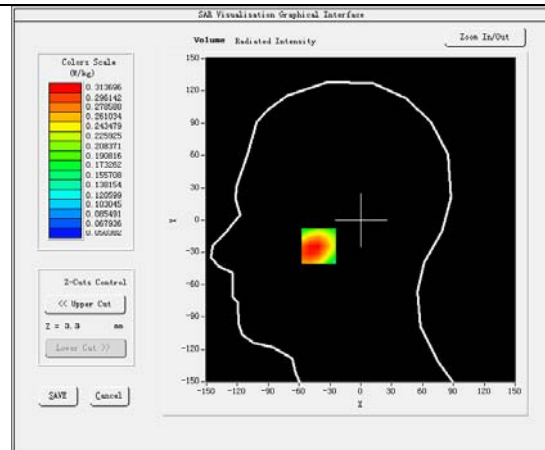 SAR Visualisation Graphical Interface
Volume Radiated Intensity
Zoom In/Out
Colors Scale
(W/kg)
0.313696
0.296142
0.278588
0.261034
0.243479
0.225925
0.208371
0.190816
0.173262
0.155708
0.138154
0.120599
0.103045
0.085491
0.067936
0.050382
Z-Cuts Control
<< Upper Cut
Z = 3.3 mm
Lower Cut >>
SAVE Cancel
150
120
90
60
30
0
-30
-60
-90
-120
-150
Y
-150 -120 -90 -60 -30 0 30 60 90 120 150
X